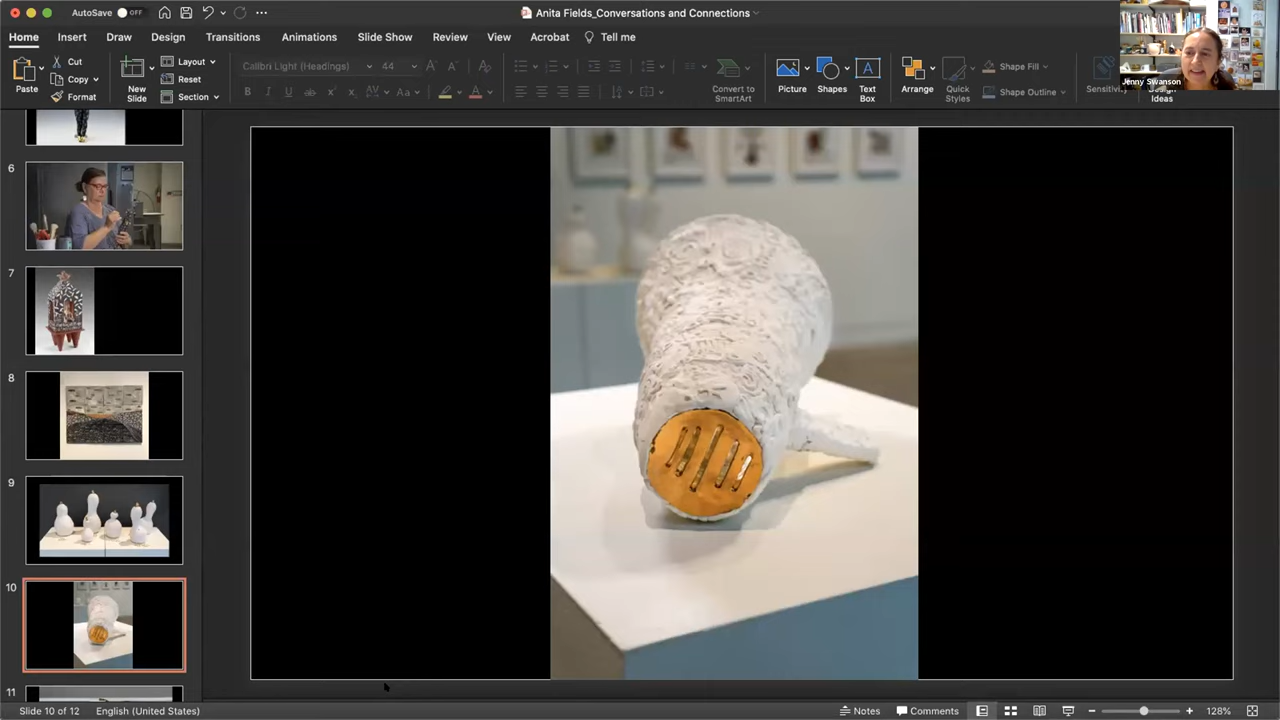 AutoSave OFF
Anita Fields_Conversations and Connections
Home Insert Draw Design Transitions Animations Slide Show Review View Acrobat Tell me
Paste
Cut
Copy
Format
New
Slide
Layout
Reset
Section
Calibri Light (Headings) 44
Convert to
SmartArt
Picture
Shapes
Text
Box
Arrange
Quick
Styles
Shape Fill
Shape Outline
Sensitivity
Design
Ideas
Jenny Swanson
6
7
8
9
10
11
Slide 10 of 12 English (United States) Notes Comments 128%